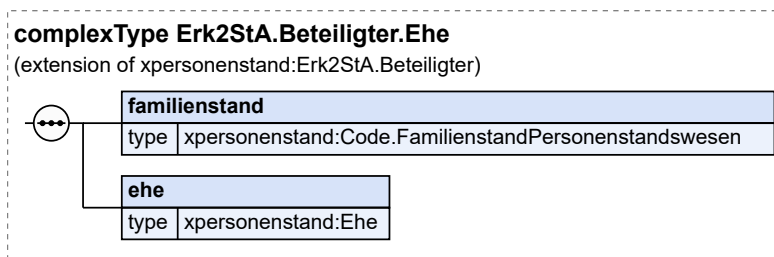 complexType Erk2StA.Beteiligter.Ehe
(extension of xpersonenstand:Erk2StA.Beteiligter)
familienstand
type xpersonenstand:Code.FamilienstandPersonenstandswesen
ehe
type xpersonenstand:Ehe